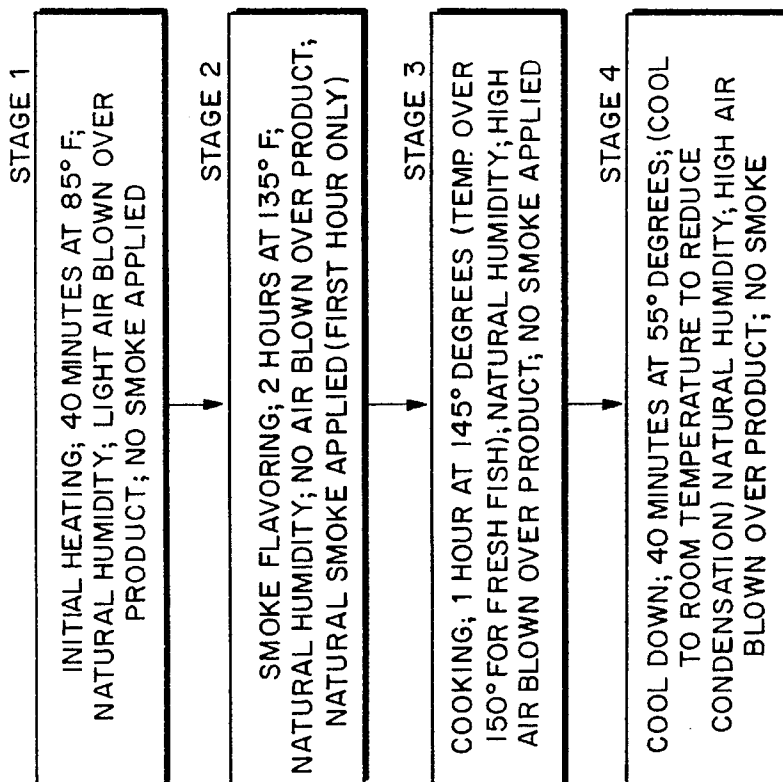 STAGE 1
INITIAL HEATING; 40 MINUTES AT 85° F;
NATURAL HUMIDITY; LIGHT AIR BLOWN OVER
PRODUCT; NO SMOKE APPLIED
STAGE 2
SMOKE FLAVORING; 2 HOURS AT 135° F;
NATURAL HUMIDITY; NO AIR BLOWN OVER PRODUCT;
NATURAL SMOKE APPLIED (FIRST HOUR ONLY)
STAGE 3
COOKING; 1 HOUR AT 145° DEGREES (TEMP. OVER
150° FOR FRESH FISH); NATURAL HUMIDITY; HIGH
AIR BLOWN OVER PRODUCT; NO SMOKE APPLIED
STAGE 4
COOL DOWN; 40 MINUTES AT 55° DEGREES; (COOL
TO ROOM TEMPERATURE TO REDUCE
CONDENSATION) NATURAL HUMIDITY; HIGH AIR
BLOWN OVER PRODUCT; NO SMOKE